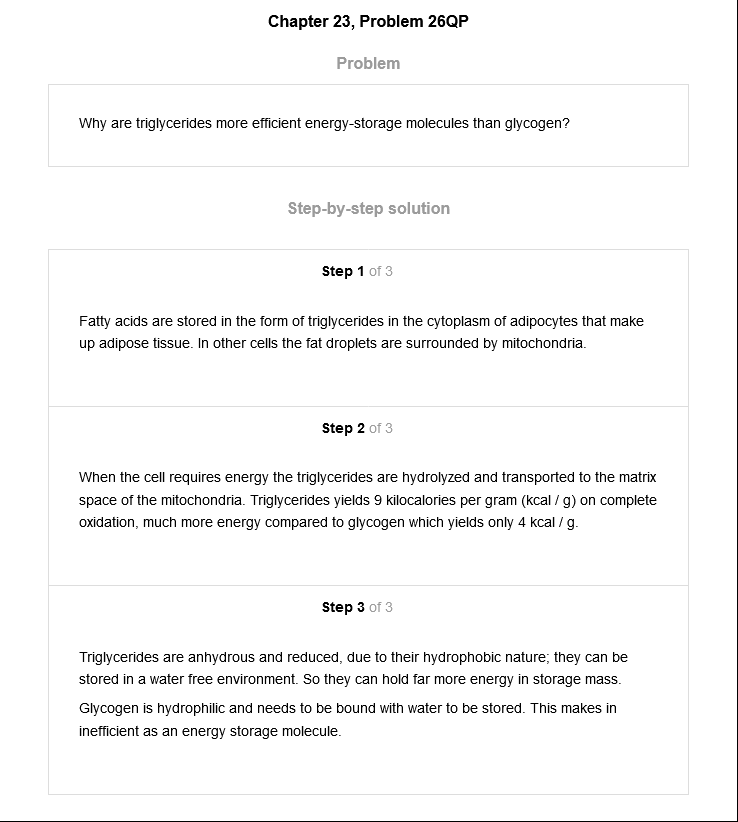 Chapter 23, Problem 26QP
Problem
Why are triglycerides more efficient energy-storage molecules than glycogen?
Step-by-step solution
Step 1 of 3
Fatty acids are stored in the form of triglycerides in the cytoplasm of adipocytes that make
up adipose tissue. In other cells the fat droplets are surrounded by mitochondria.
Step 2 of 3
When the cell requires energy the triglycerides are hydrolyzed and transported to the matrix
space of the mitochondria. Triglycerides yields 9 kilocalories per gram (kcal / g) on complete
oxidation, much more energy compared to glycogen which yields only 4 kcal / g.
Step 3 of 3
Triglycerides are anhydrous and reduced, due to their hydrophobic nature; they can be
stored in a water free environment. So they can hold far more energy in storage mass.
Glycogen is hydrophilic and needs to be bound with water to be stored. This makes in
inefficient as an energy storage molecule.